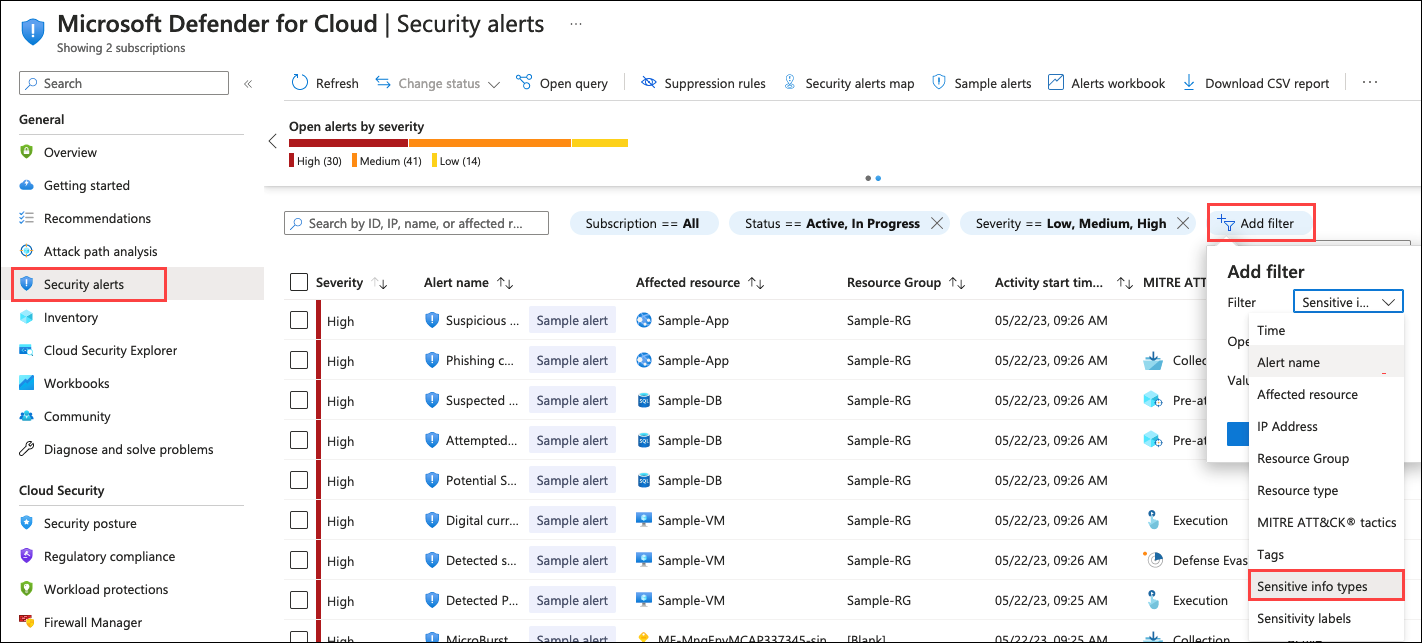 Microsoft Defender for Cloud | Security alerts ...
Showing 2 subscriptions
Search «
General
Overview
Getting started
Recommendations
Attack path analysis
Security alerts
Inventory
Cloud Security Explorer
Workbooks
Community
Diagnose and solve problems
Cloud Security
Security posture
Regulatory compliance
Workload protections
Firewall Manager
Refresh Change status Open query Suppression rules Security alerts map Sample alerts Alerts workbook Download CSV report ...
Open alerts by severity
High (30) Medium (41) Low (14)
Search by ID, IP, name, or affected r... Subscription == All Status == Active, In Progress Severity == Low, Medium, High Add filter
Severity Alert name Affected resource Resource Group Activity start tim... MITRE ATT
High Suspicious ... Sample alert Sample-App Sample-RG 05/22/23, 09:26 AM
High Phishing c... Sample alert Sample-App Sample-RG 05/22/23, 09:26 AM Collec
High Suspected ... Sample alert Sample-DB Sample-RG 05/22/23, 09:26 AM Pre-at
High Attempted... Sample alert Sample-DB Sample-RG 05/22/23, 09:26 AM Pre-at
High Potential S... Sample alert Sample-DB Sample-RG 05/22/23, 09:26 AM
High Digital curr... Sample alert Sample-VM Sample-RG 05/22/23, 09:26 AM Execution
High Detected s... Sample alert Sample-VM Sample-RG 05/22/23, 09:26 AM Defense Evas
High Detected P... Sample alert Sample-VM Sample-RG 05/22/23, 09:25 AM Execution
High MicroBurst Sample alert ME-MngEnvMCAP337345-sin [Blank] 05/22/23, 09:25 AM Collection
Add filter
Filter Sensitive i...
Ope
Valu
Time
Alert name
Affected resource
IP Address
Resource Group
Resource type
MITRE ATT&CK® tactics
Tags
Sensitive info types
Sensitivity labels